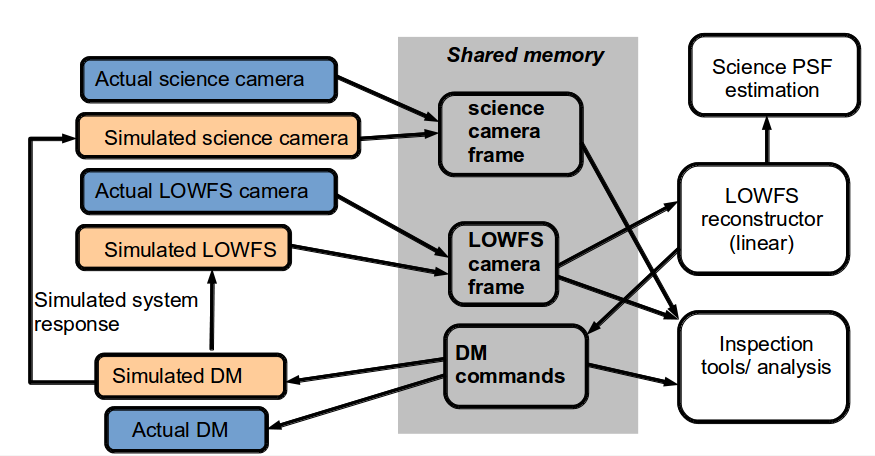 Shared memory
Actual science camera
Simulated science camera
Actual LOWFS camera
Simulated LOWFS
Simulated system
response
Simulated DM
Actual DM
science
camera
frame
LOWFS
camera
frame
DM
commands
Science PSF
estimation
LOWFS
reconstructor
(linear)
Inspection
tools/ analysis